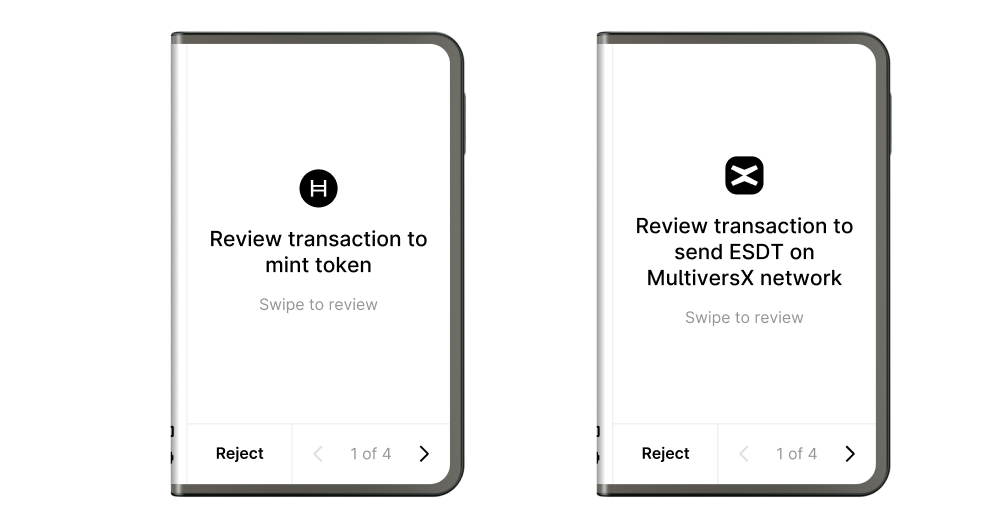 Review transaction to
mint token
Swipe to review
Reject
1 of 4
Review transaction to
send ESDT on
MultiversX network
Swipe to review
Reject
1 of 4